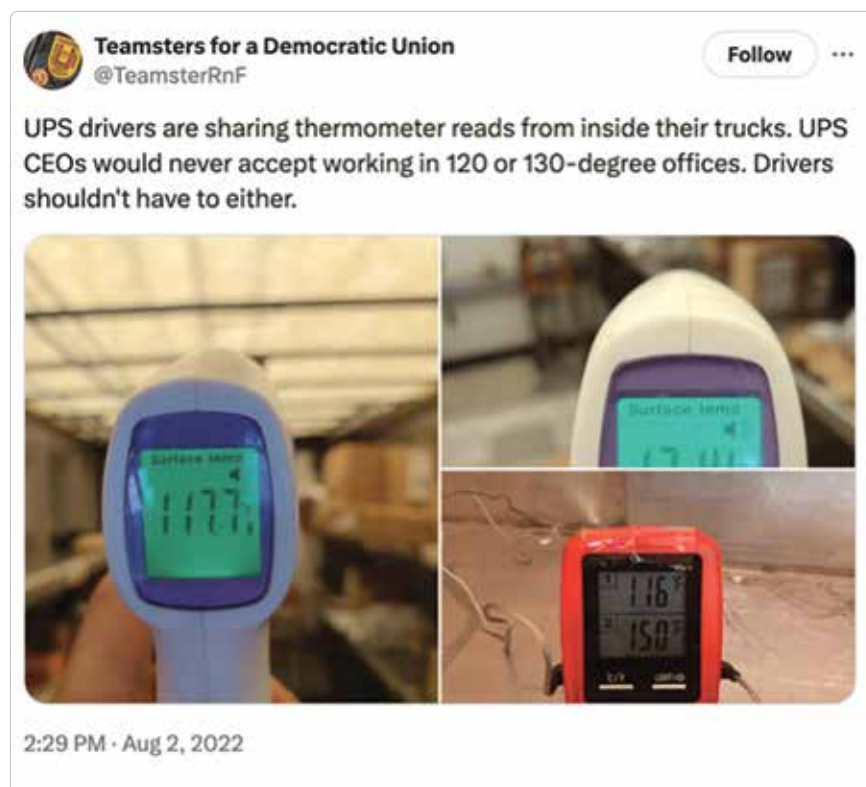 Teamsters for a Democratic Union
@TeamsterRnF
Follow
UPS drivers are sharing thermometer reads from inside their trucks. UPS
CEOs would never accept working in 120 or 130-degree offices. Drivers
shouldn't have to either.
Surface temp
Surface temp
1 116 °F
2 150 °F
2:29 PM · Aug 2, 2022